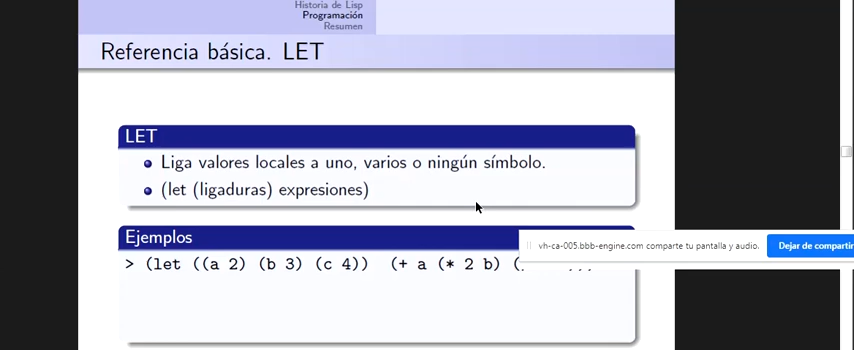 Historia de Lisp
Programación
Resumen
Referencia básica. LET
LET
Liga valores locales a uno, varios o ningún símbolo.
(let (ligaduras) expresiones)
Ejemplos
vh-ca-005.bbb-engine.com comparte tu pantalla y audio.
Dejar de compartir
> (let ((a 2) (b 3) (c 4)) (+ a (* 2 b) (